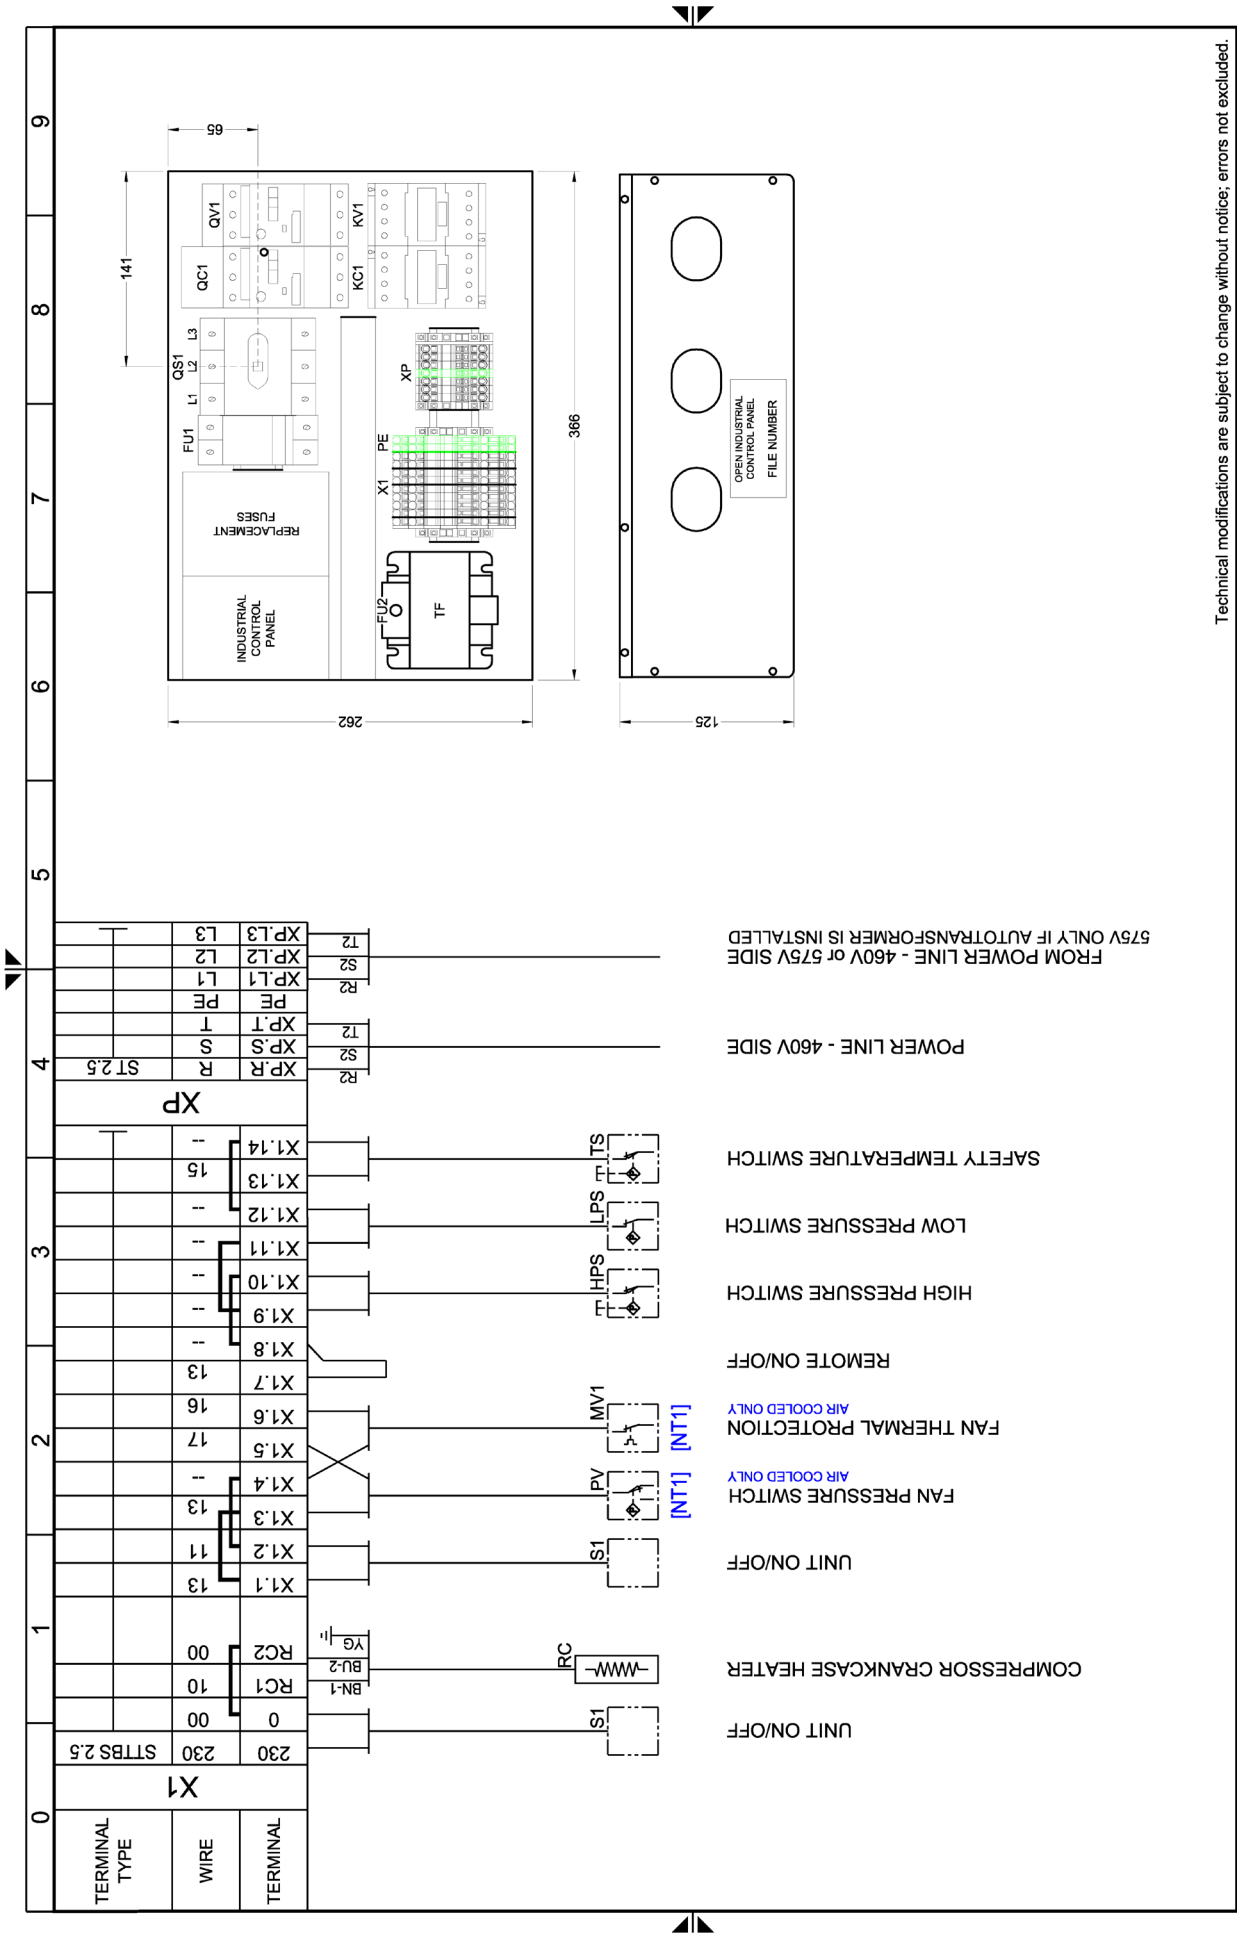 0
1
2
3
4
5
6
7
8
9
TERMINAL
TYPE
WIRE
TERMINAL
X1
STTBS 2.5
230
230
00
0
10
RC1
00
RC2
13
X1.1
11
X1.2
13
X1.3
--
X1.4
17
X1.5
16
X1.6
13
X1.7
--
X1.8
--
X1.9
--
X1.10
--
X1.11
--
X1.12
15
X1.13
--
X1.14
XP
ST 2.5
R
XP.R
S
XP.S
T
XP.T
PE
PE
L1
XP.L1
L2
XP.L2
L3
XP.L3
BN-1
BU-2
YG
R2
S2
T2
R2
S2
T2
S1
UNIT ON/OFF
RC
COMPRESSOR CRANKCASE HEATER
S1
UNIT ON/OFF
PV
[NT1]
FAN PRESSURE SWITCH
AIR COOLED ONLY
MV1
[NT1]
FAN THERMAL PROTECTION
AIR COOLED ONLY
REMOTE ON/OFF
HPS
P
HIGH PRESSURE SWITCH
LPS
P
LOW PRESSURE SWITCH
TS
SAFETY TEMPERATURE SWITCH
POWER LINE - 460V SIDE
FROM POWER LINE - 460V or 575V SIDE
575V ONLY IF AUTOTRANSFORMER IS INSTALLED
INDUSTRIAL
CONTROL
PANEL
REPLACEMENT
FUSES
FU1
QS1
L1
L2
L3
QC1
QV1
FU2
TF
X1
PE
XP
KC1
KV1
141
65
262
366
125
OPEN INDUSTRIAL
CONTROL PANEL
FILE NUMBER
Technical modifications are subject to change without notice; errors not excluded.